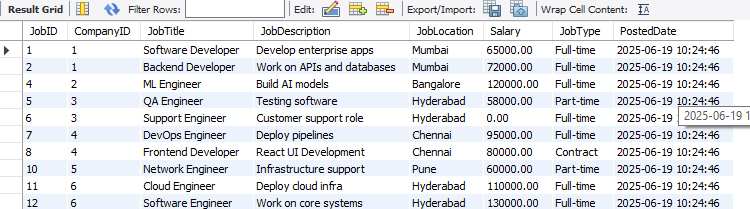 Result Grid Filter Rows: Edit: Export/Import: Wrap Cell Content: IA
JobID CompanyID JobTitle JobDescription JobLocation Salary JobType PostedDate
1 1 Software Developer Develop enterprise apps Mumbai 65000.00 Full-time 2025-06-19 10:24:46
2 1 Backend Developer Work on APIs and databases Mumbai 72000.00 Full-time 2025-06-19 10:24:46
4 2 ML Engineer Build AI models Bangalore 120000.00 Full-time 2025-06-19 10:24:46
5 3 QA Engineer Testing software Hyderabad 58000.00 Part-time 2025-06-19 10:24:46
6 3 Support Engineer Customer support role Hyderabad 0.00 Full-time 2025-06-19 10:24:46
2025-06-19 1
7 4 DevOps Engineer Deploy pipelines Chennai 95000.00 Full-time 2025-06-19 10:24:46
8 4 Frontend Developer React UI Development Chennai 80000.00 Contract 2025-06-19 10:24:46
10 5 Network Engineer Infrastructure support Pune 60000.00 Part-time 2025-06-19 10:24:46
11 6 Cloud Engineer Deploy cloud infra Hyderabad 110000.00 Full-time 2025-06-19 10:24:46
12 6 Software Engineer Work on core systems Hyderabad 130000.00 Full-time 2025-06-19 10:24:46